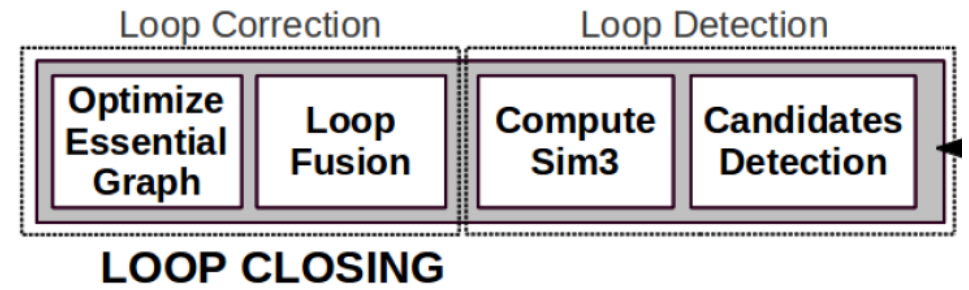 Loop Correction
Loop Detection
Optimize
Essential
Graph
Loop
Fusion
Compute
Sim3
Candidates
Detection
LOOP CLOSING